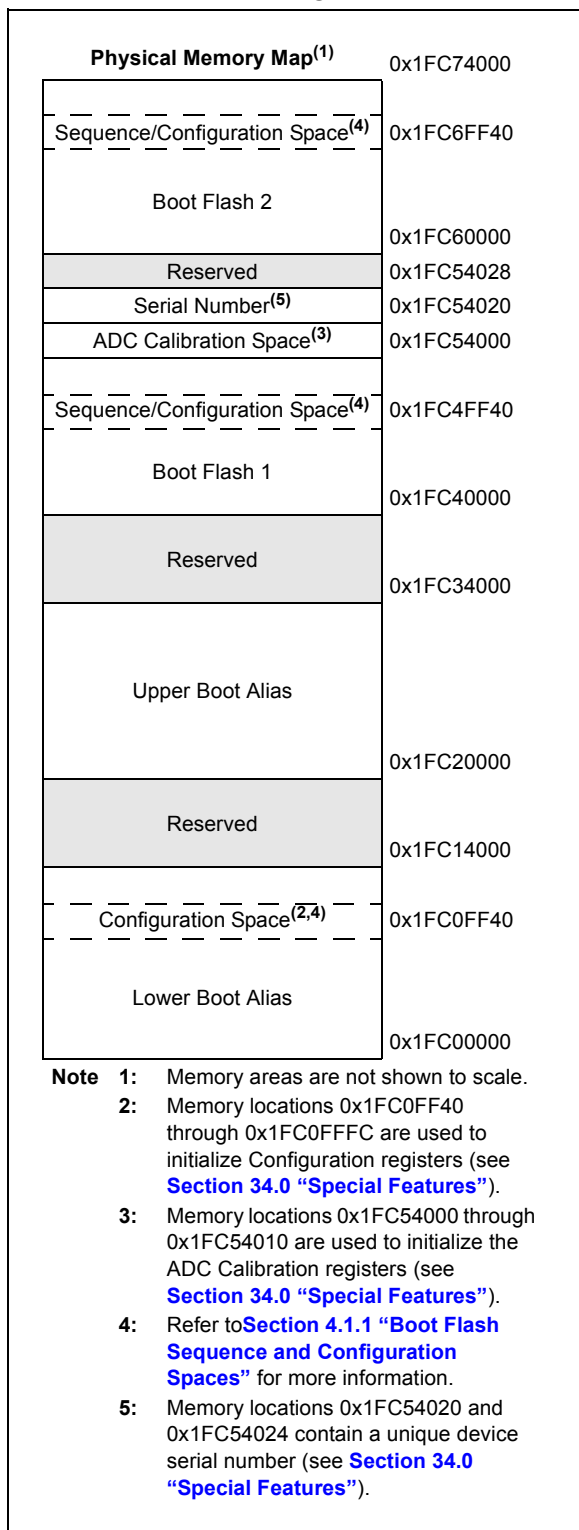 Physical Memory Map(1)
0x1FC74000
Sequence/Configuration Space(4) 0x1FC6FF40
Boot Flash 2
0x1FC60000
Reserved 0x1FC54028
Serial Number(5) 0x1FC54020
ADC Calibration Space(3) 0x1FC54000
Sequence/Configuration Space(4) 0x1FC4FF40
Boot Flash 1
0x1FC40000
Reserved
0x1FC34000
Upper Boot Alias
0x1FC20000
Reserved
0x1FC14000
Configuration Space(2,4) 0x1FC0FF40
Lower Boot Alias
0x1FC00000
Note 1: Memory areas are not shown to scale.
2: Memory locations 0x1FC0FF40
through 0x1FC0FFFC are used to
initialize Configuration registers (see
Section 34.0 “Special Features”).
3: Memory locations 0x1FC54000 through
0x1FC54010 are used to initialize the
ADC Calibration registers (see
Section 34.0 “Special Features”).
4: Refer toSection 4.1.1 “Boot Flash
Sequence and Configuration
Spaces” for more information.
5: Memory locations 0x1FC54020 and
0x1FC54024 contain a unique device
serial number (see Section 34.0
“Special Features”).